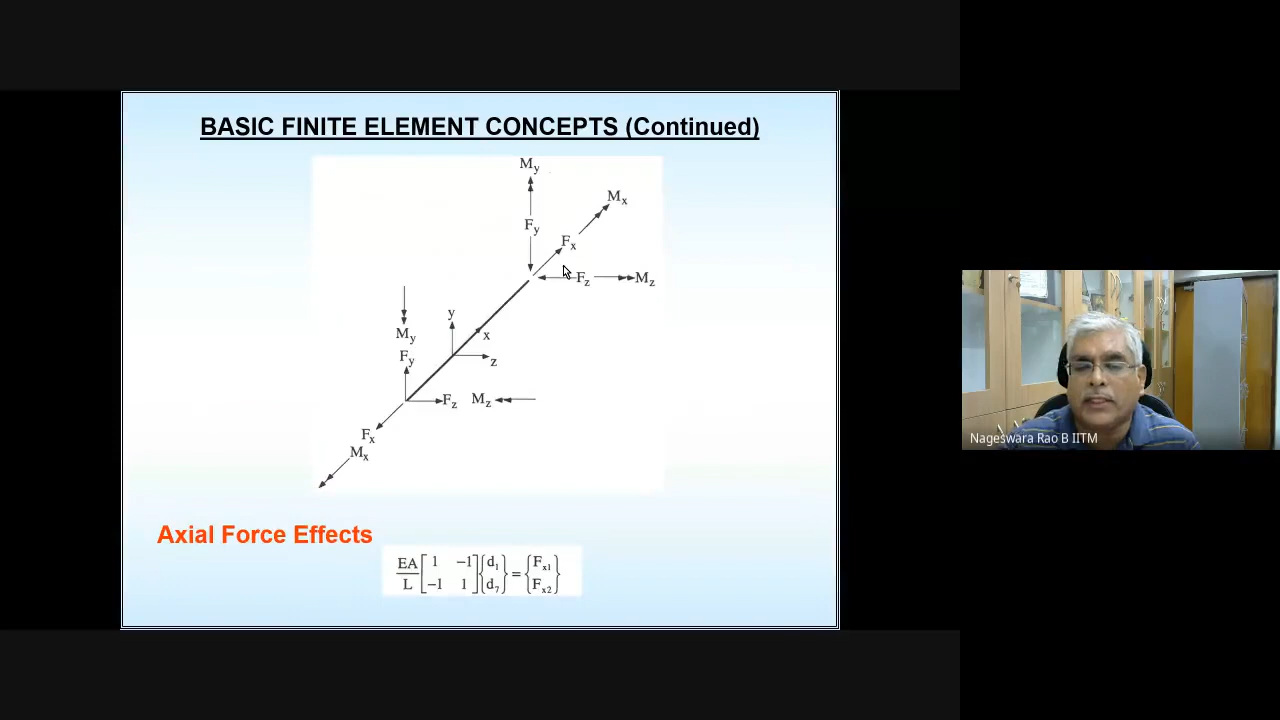 BASIC FINITE ELEMENT CONCEPTS (Continued)
My
Mx
Fy
Fx
Fz
Mz
y
My
x
Fy
z
Fz
Mz
Fx
Mx
Nageswara Rao B IITM
Axial Force Effects
EA/L [1 -1; -1 1] {d1; d7} = {Fx1; Fx2}